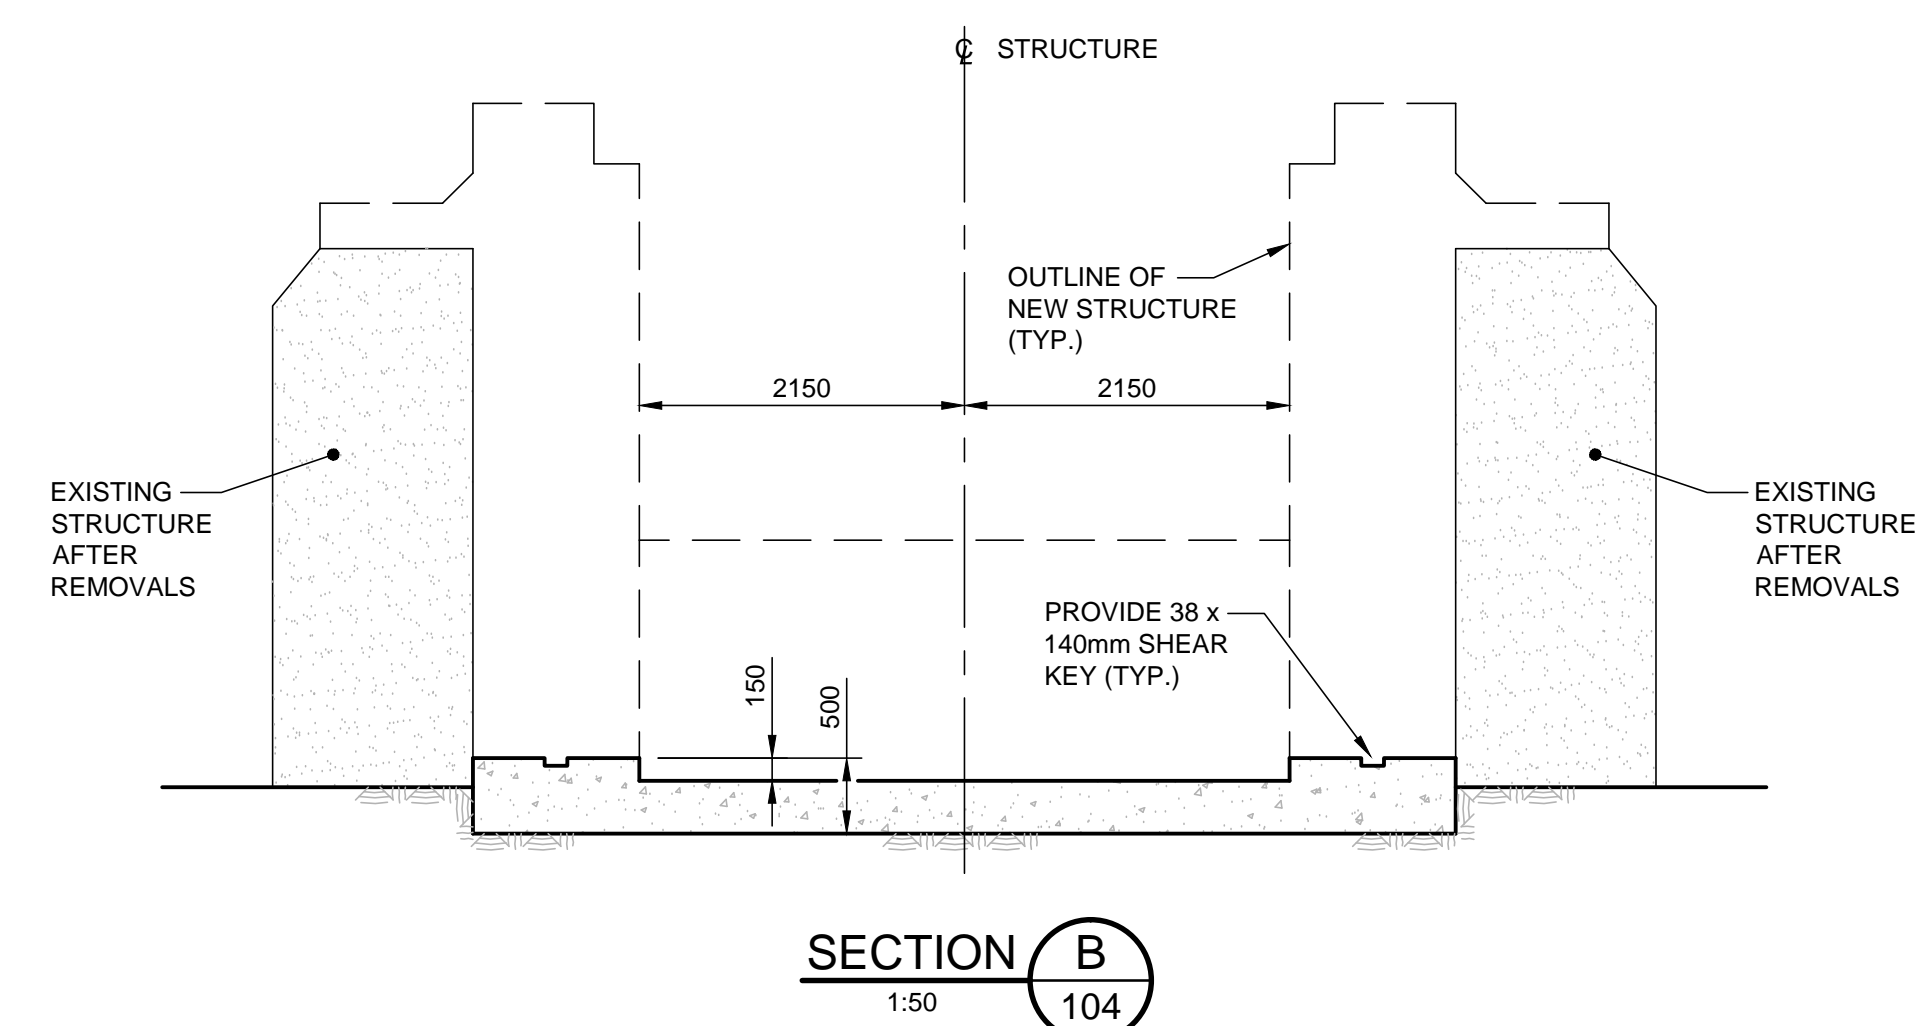 ℄ STRUCTURE
OUTLINE OF
NEW STRUCTURE
(TYP.)
2150
2150
EXISTING
STRUCTURE
AFTER
REMOVALS
EXISTING
STRUCTURE
AFTER
REMOVALS
PROVIDE 38 x
140mm SHEAR
KEY (TYP.)
150
500
SECTION
B
1:50
104